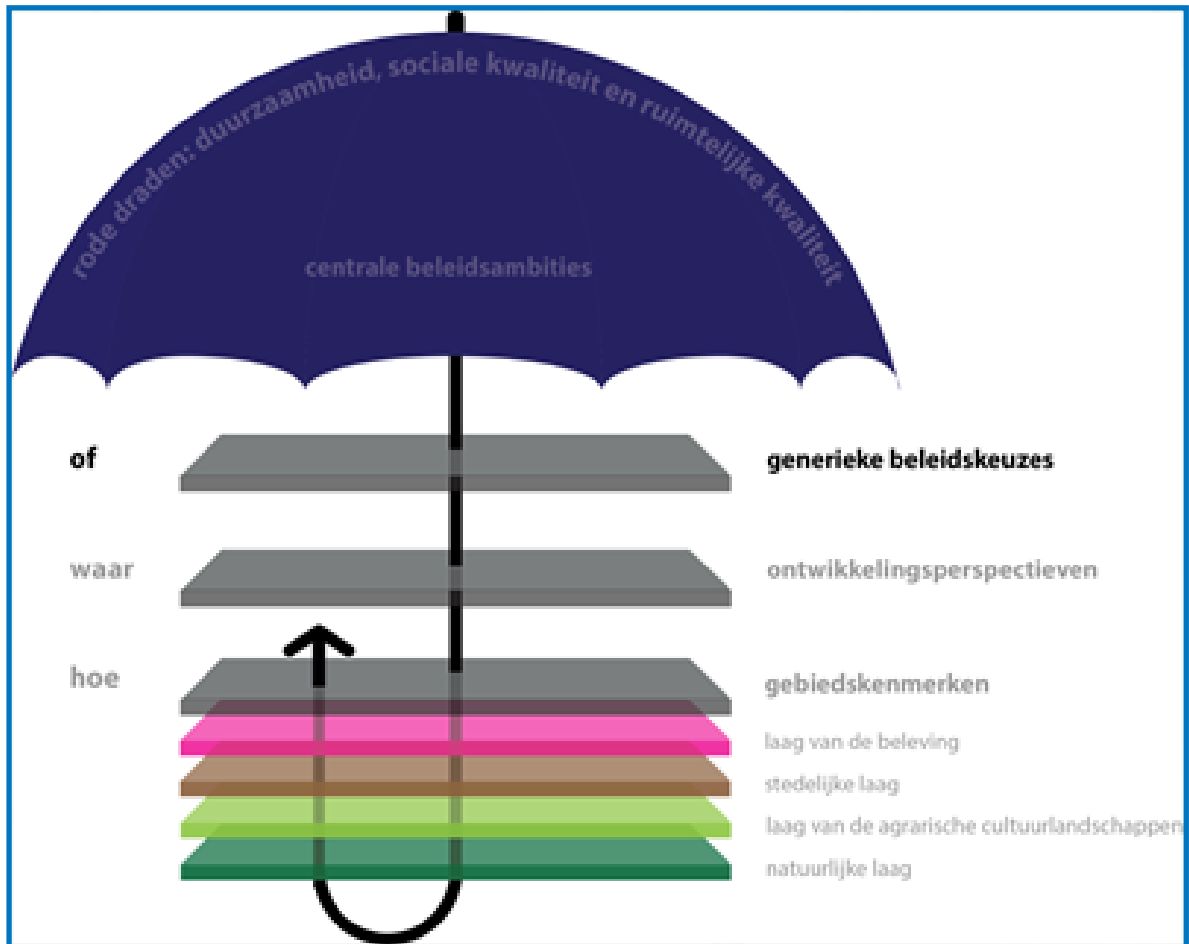 rode draden: duurzaamheid, sociale kwaliteit en ruimtelijke kwaliteit
centrale beleidsambities
of
generieke beleidskeuzes
waar
ontwikkelingsperspectieven
hoe
gebiedskenmerken
laag van de beleving
stedelijke laag
laag van de agrarische cultuurlandschappen
natuurlijke laag